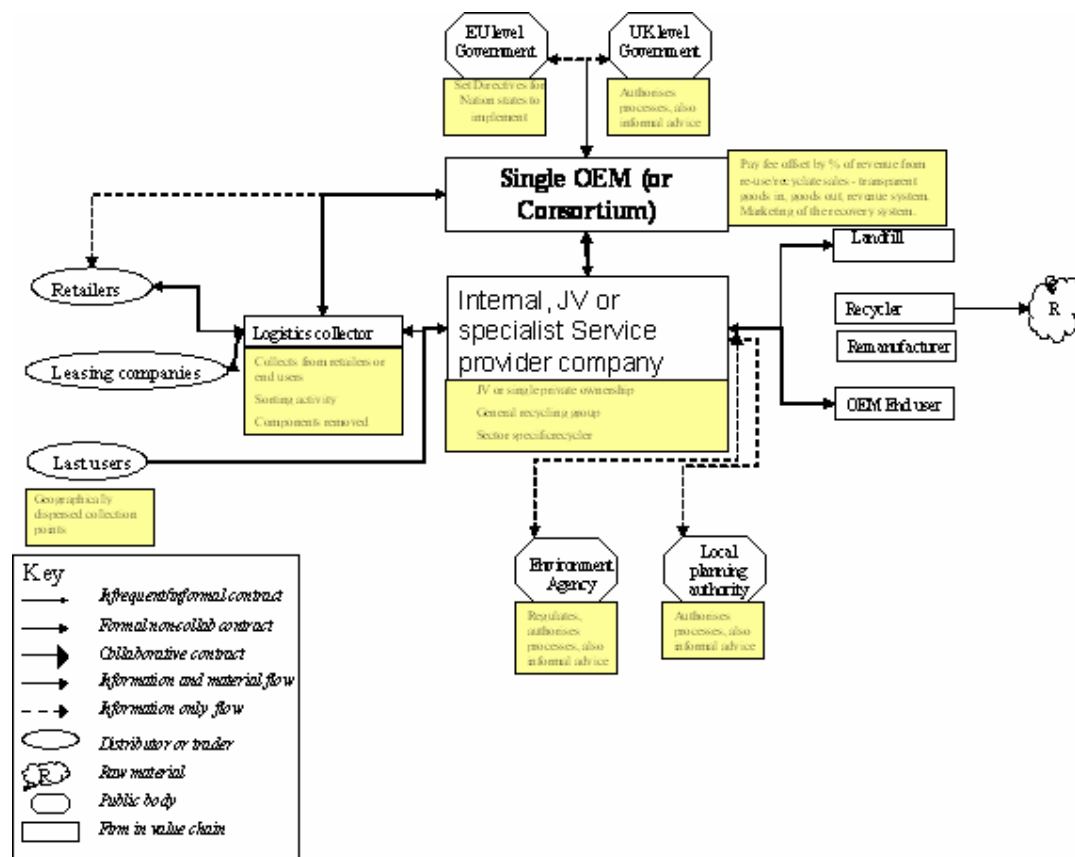 EU level
Government
UK level
Government
Set Directives for
Nation states to
implement
Authorises
processes, also
informal advice
Single OEM (or
Consortium)
Pay fee offset by % of revenue from
re-use/recyclate sales - transparent
goods in, goods out, revenue system.
Marketing of the recovery system.
Landfill
Retailers
Internal, JV or
specialist Service
provider company
Recycler
R
Logistics collector
Remanufacturer
Leasing companies
Collects from retailers or
end users
Sorting activity
Components removed
JV or single private ownership
General recycling group
Sector specific recycler
OEM End user
Last users
Geographically
dispersed collection
points
Environment
Agency
Local
planning
authority
Regulates,
authorises
processes, also
informal advice
Authorises
processes, also
informal advice
Key
Infrequent/informal contract
Formal non-collab contract
Collaborative contract
Information and material flow
Information only flow
Distributor or trader
R
Raw material
Public body
Firm in value chain